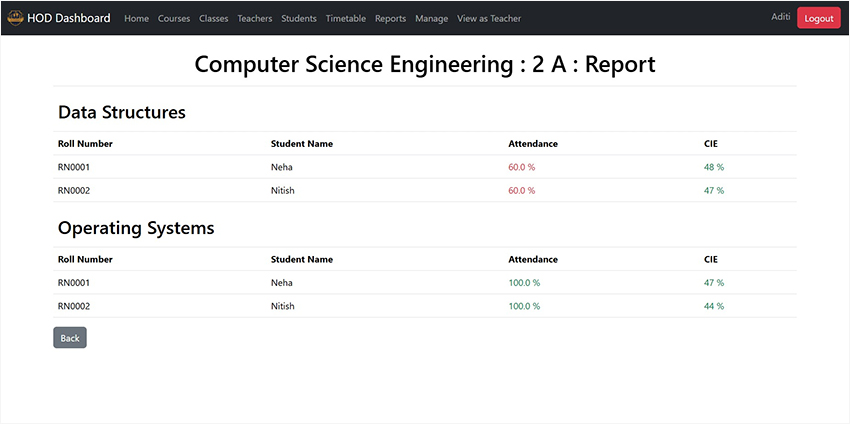 HOD Dashboard Home Courses Classes Teachers Students Timetable Reports Manage View as Teacher Aditi Logout
Computer Science Engineering : 2 A : Report
Data Structures
Roll Number Student Name Attendance CIE
RN0001 Neha 60.0 % 48 %
RN0002 Nitish 60.0 % 47 %
Operating Systems
Roll Number Student Name Attendance CIE
RN0001 Neha 100.0 % 47 %
RN0002 Nitish 100.0 % 44 %
Back